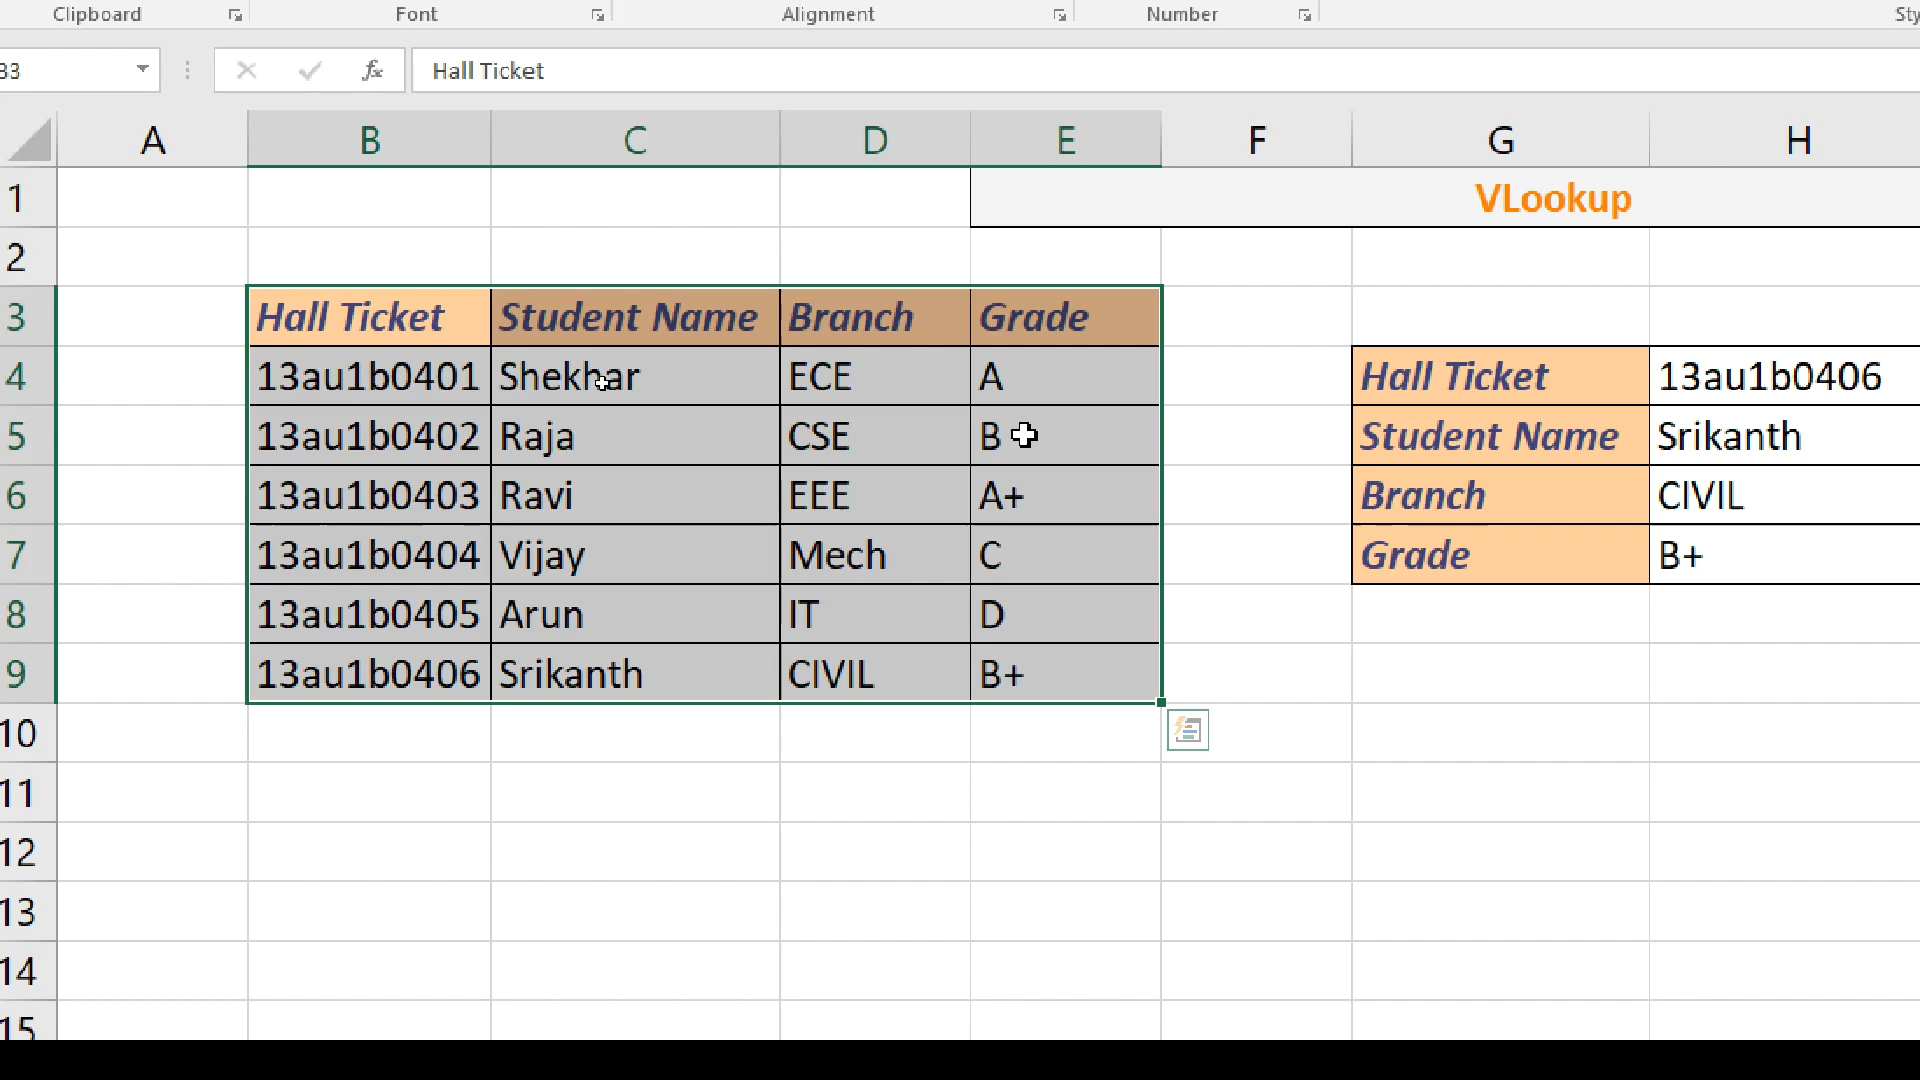 Clipboard Font Alignment Number
fx Hall Ticket
A B C D E F G H
1 VLookup
2
3 Hall Ticket Student Name Branch Grade
4 13au1b0401 Shekhar ECE A Hall Ticket 13au1b0406
5 13au1b0402 Raja CSE B Student Name Srikanth
6 13au1b0403 Ravi EEE A+ Branch CIVIL
7 13au1b0404 Vijay Mech C Grade B+
8 13au1b0405 Arun IT D
9 13au1b0406 Srikanth CIVIL B+
10
11
12
13
14
15